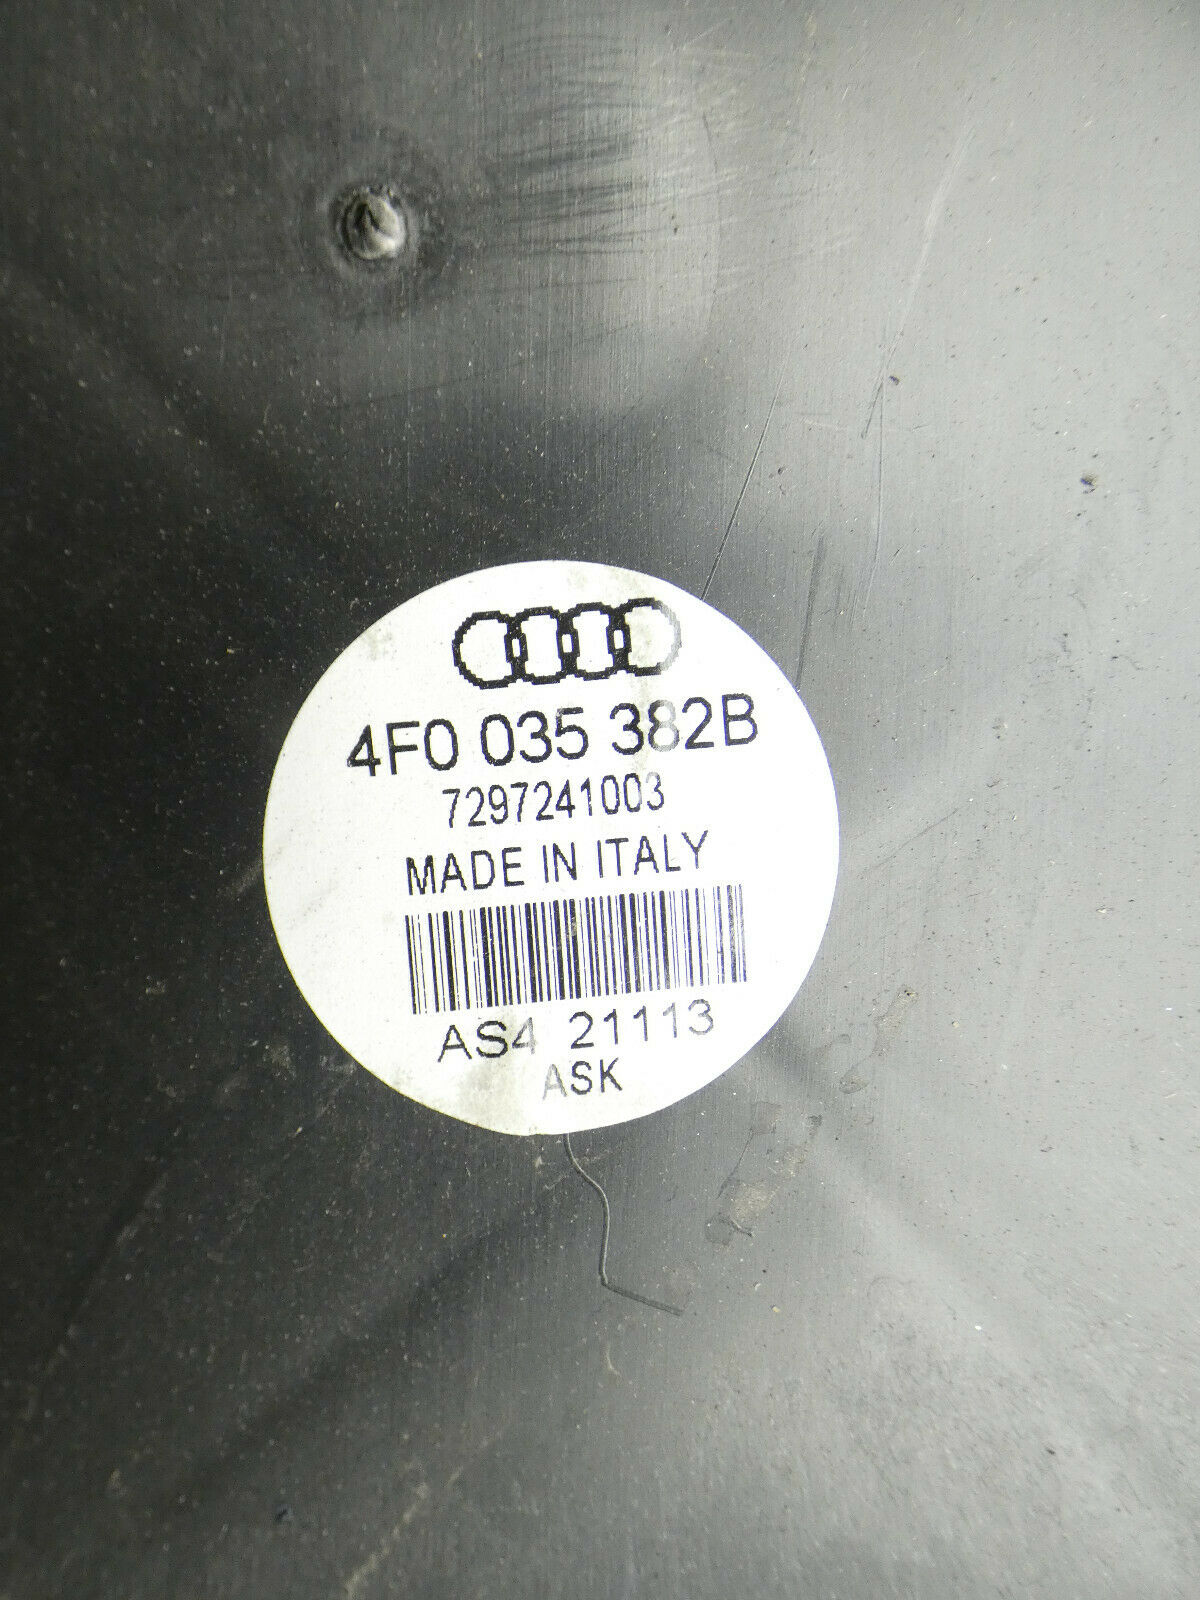 4F0 035 382B
7297241003
MADE IN ITALY
AS4 21113
ASK